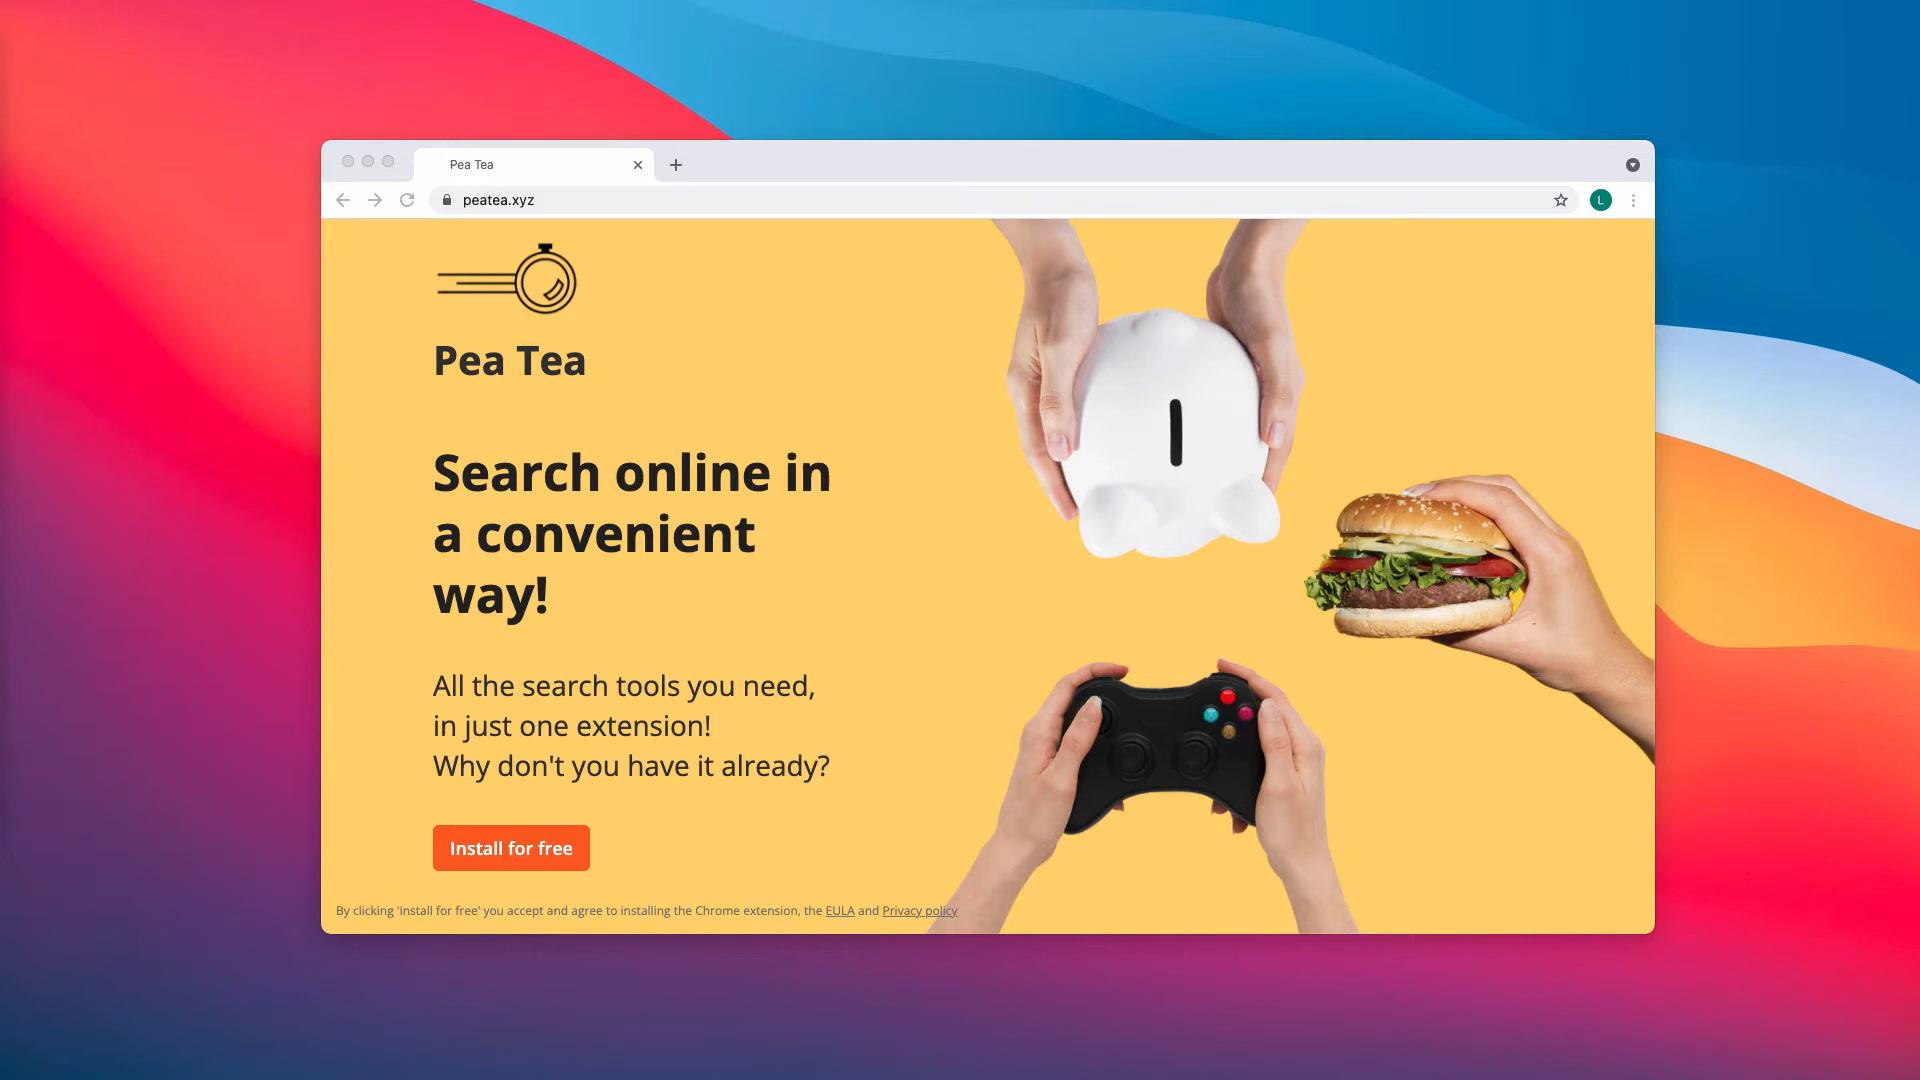 Pea Tea
peatea.xyz
L
Pea Tea
Search online in
a convenient
way!
All the search tools you need,
in just one extension!
Why don't you have it already?
Install for free
By clicking 'Install for free' you accept and agree to installing the Chrome extension, the EULA and Privacy policy
X
A